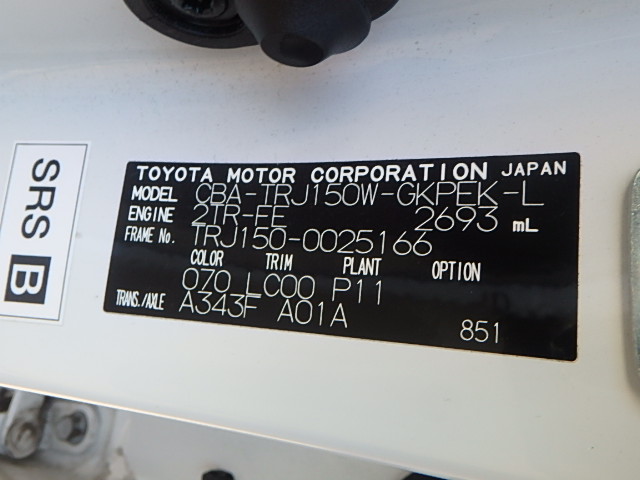 TOYOTA MOTOR CORPORATION JAPAN
MODEL CBA-TRJ150W-GKPEK-L
ENGINE 2TR-FE 2693 mL
FRAME No. TRJ150-0025166
COLOR TRIM PLANT OPTION
070 LC00 P11
TRANS./AXLE A343F A01A
851
SRS B